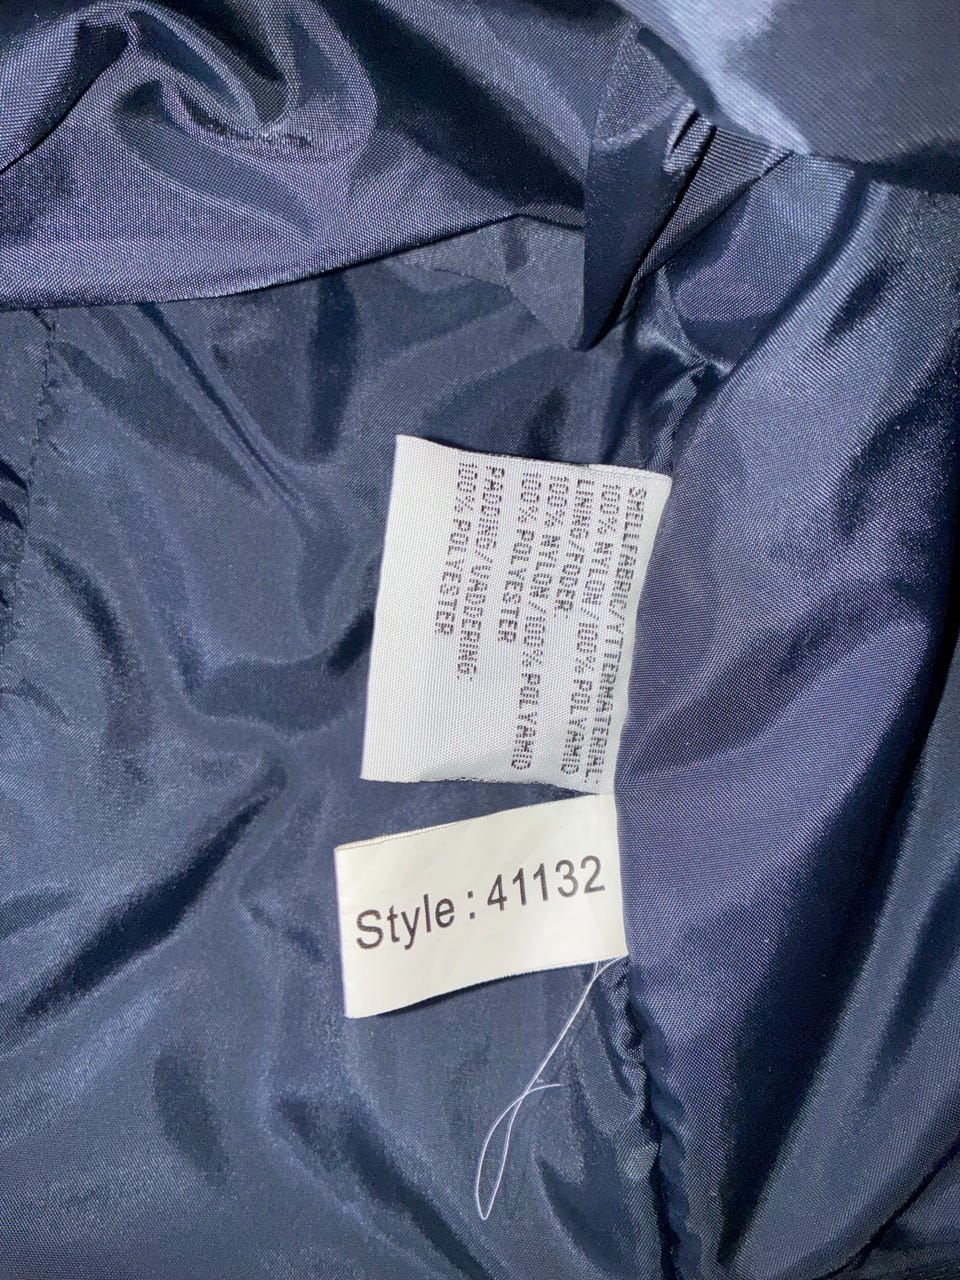 SHELLFABRIC/YTTERMATERIAL:
100% NYLON/100% POLYAMID
LINING/FODER:
100% NYLON/100% POLYAMID
100% POLYESTER
PADDING/VADDERING:
100% POLYESTER
Style : 41132